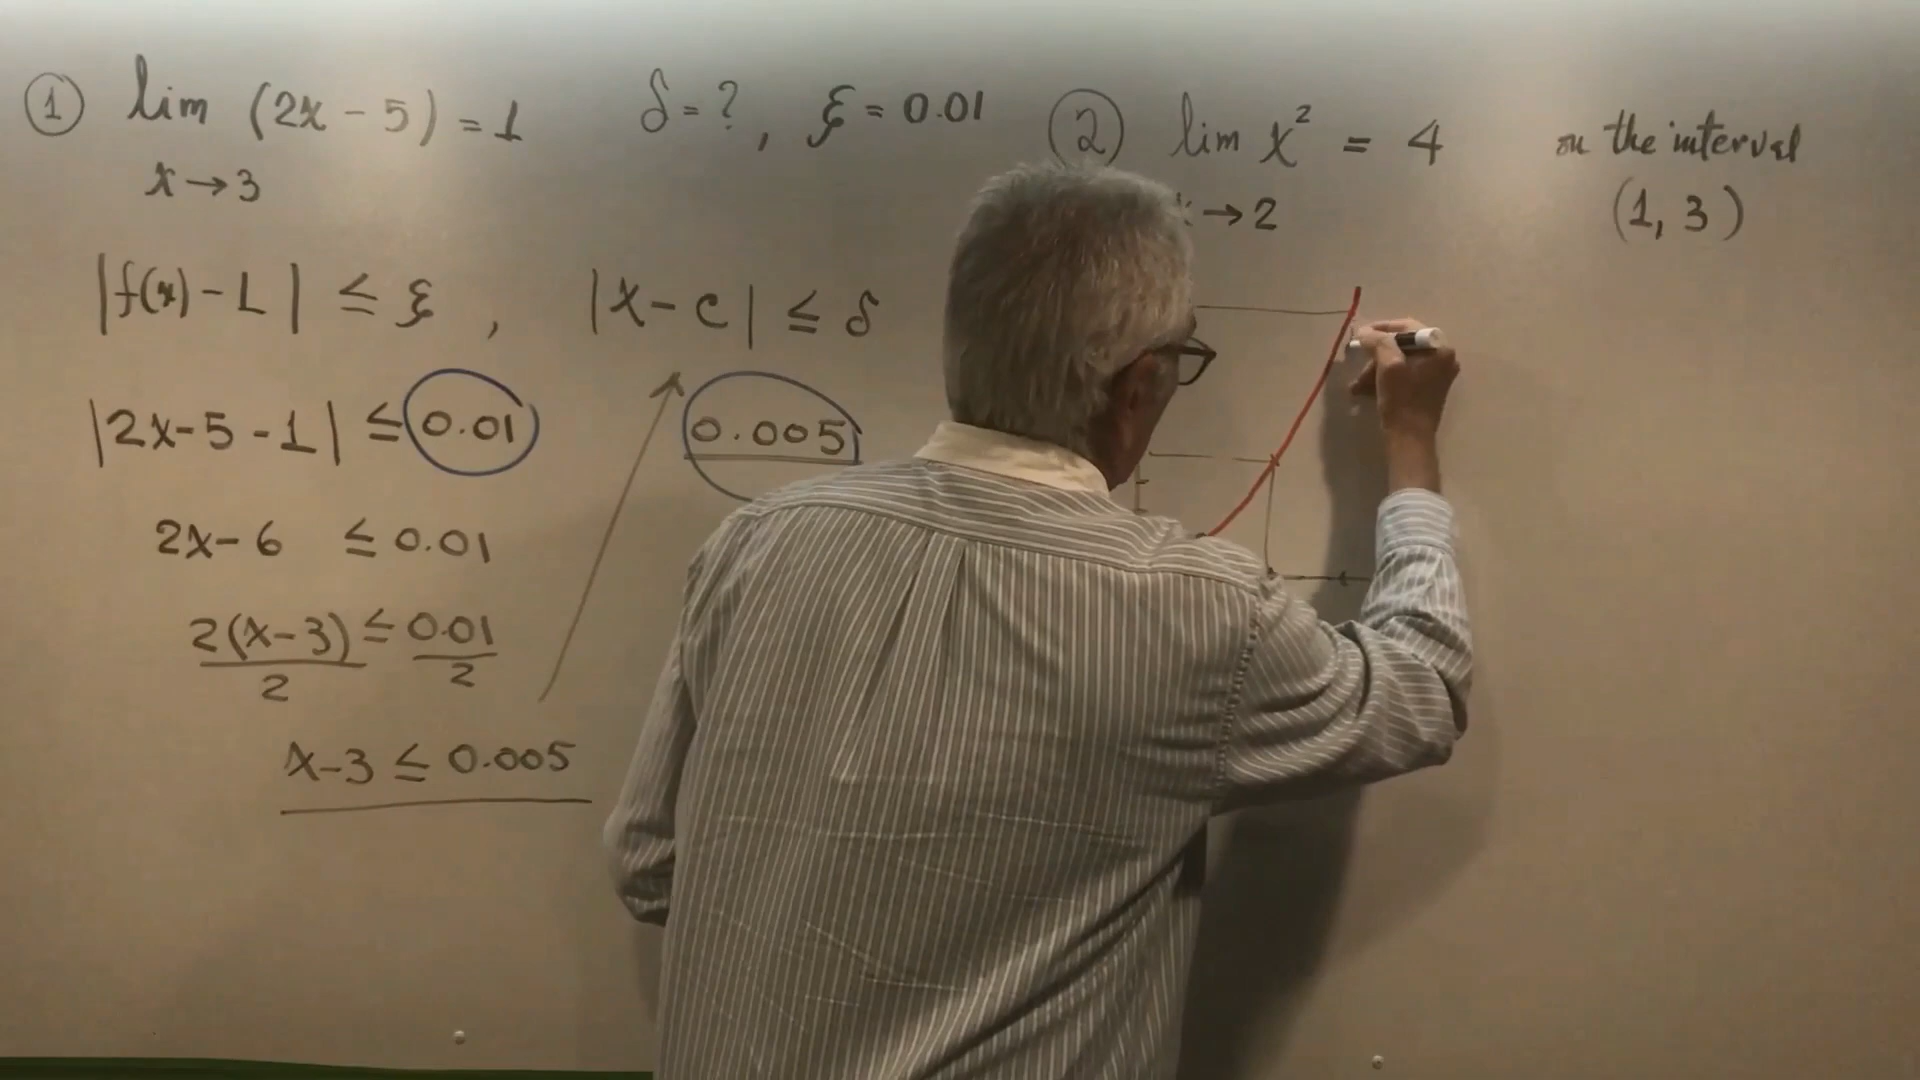 ① lim (2x - 5) = 1
x → 3
δ = ? , ξ = 0.01
|f(x) - L| ≤ ξ , |x - c| ≤ δ
|2x - 5 - 1| ≤ 0.01
0.005
2x - 6 ≤ 0.01
2(x - 3)/2 ≤ 0.01/2
x - 3 ≤ 0.005
② lim x² = 4
→ 2
on the interval
(1, 3)